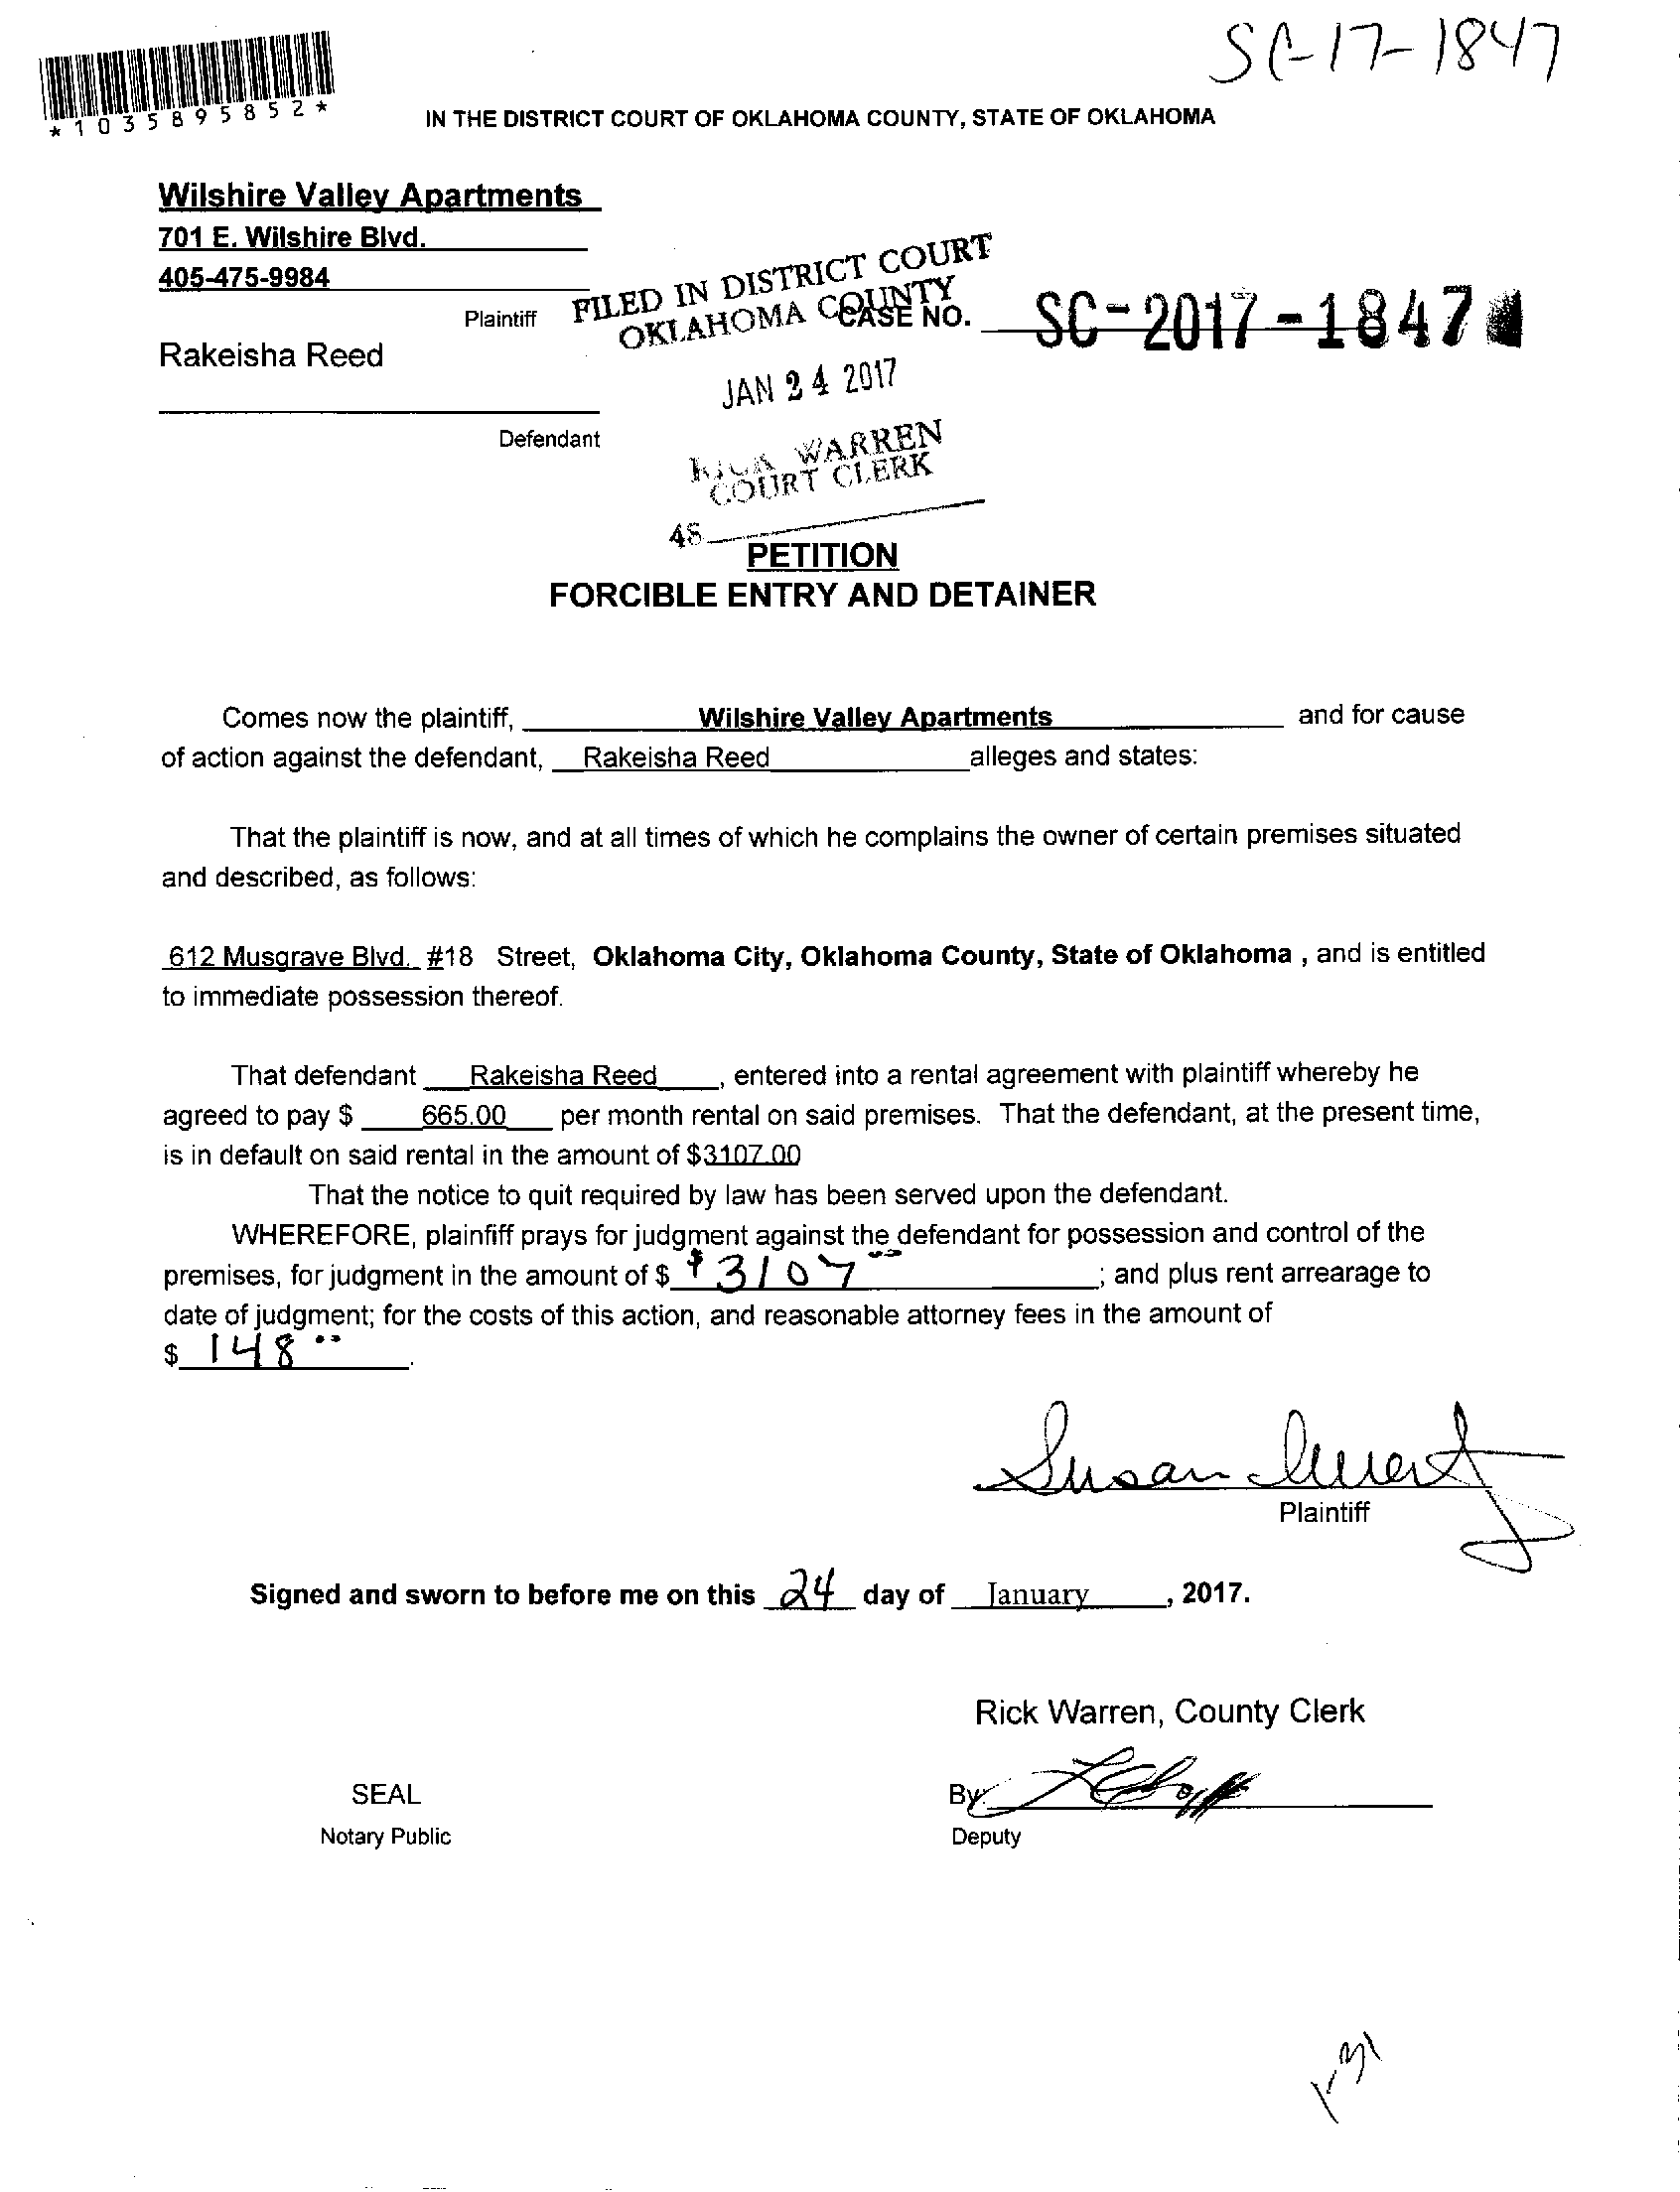 SC-17-1847
*1035895852*
IN THE DISTRICT COURT OF OKLAHOMA COUNTY, STATE OF OKLAHOMA
Wilshire Valley Apartments
701 E. Wilshire Blvd.
405-475-9984
Plaintiff
FILED IN DISTRICT COURT
OKLAHOMA COUNTY
CASE NO. SC-2017-1847
Rakeisha Reed
JAN 24 2017
Defendant
RICK WARREN
COURT CLERK
48
PETITION
FORCIBLE ENTRY AND DETAINER
Comes now the plaintiff, Wilshire Valley Apartments and for cause
of action against the defendant, Rakeisha Reed alleges and states:
That the plaintiff is now, and at all times of which he complains the owner of certain premises situated
and described, as follows:
612 Musgrave Blvd. #18 Street, Oklahoma City, Oklahoma County, State of Oklahoma , and is entitled
to immediate possession thereof.
That defendant Rakeisha Reed, entered into a rental agreement with plaintiff whereby he
agreed to pay $ 665.00 per month rental on said premises. That the defendant, at the present time,
is in default on said rental in the amount of $3107.00
That the notice to quit required by law has been served upon the defendant.
WHEREFORE, plainfiff prays for judgment against the defendant for possession and control of the
premises, for judgment in the amount of $ $3107 00; and plus rent arrearage to
date of judgment; for the costs of this action, and reasonable attorney fees in the amount of
$ 148 00.
Susan
Plaintiff
Signed and sworn to before me on this 24 day of January, 2017.
Rick Warren, County Clerk
SEAL
By:
Notary Public
Deputy
1-31